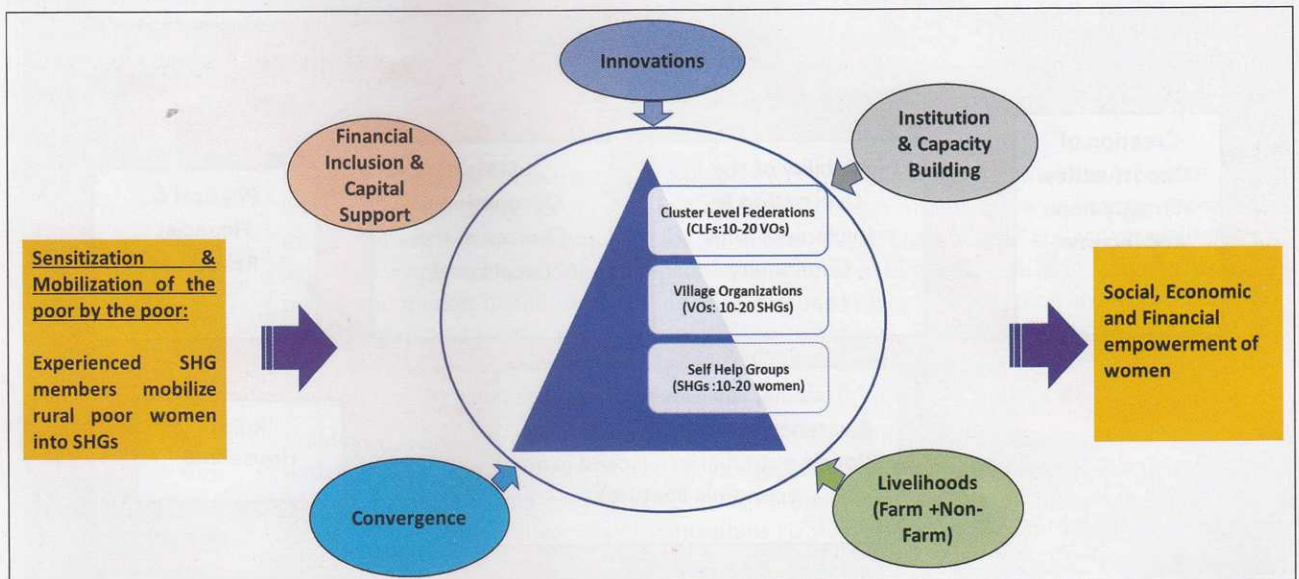 Innovations
Financial
Inclusion &
Capital
Support
Institution
& Capacity
Building
Sensitization &
Mobilization of the
poor by the poor:
Experienced SHG
members mobilize
rural poor women
into SHGs
Cluster Level Federations
(CLFs:10-20 VOs)
Village Organizations
(VOs: 10-20 SHGs)
Self Help Groups
(SHGs :10-20 women)
Social, Economic
and Financial
empowerment of
women
Convergence
Livelihoods
(Farm +Non-
Farm)